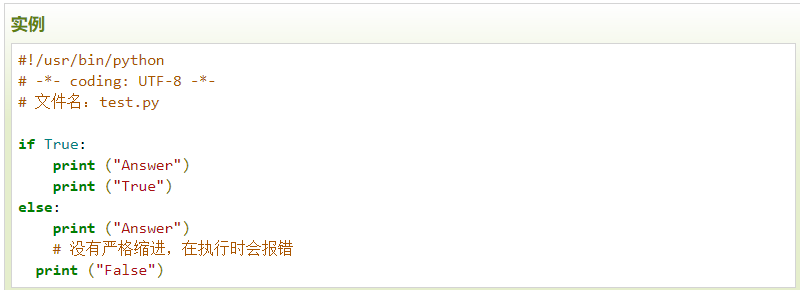 实例
#!/usr/bin/python
# -*- coding: UTF-8 -*-
# 文件名：test.py
if True:
    print ("Answer")
    print ("True")
else:
    print ("Answer")
    # 没有严格缩进，在执行时会报错
  print ("False")